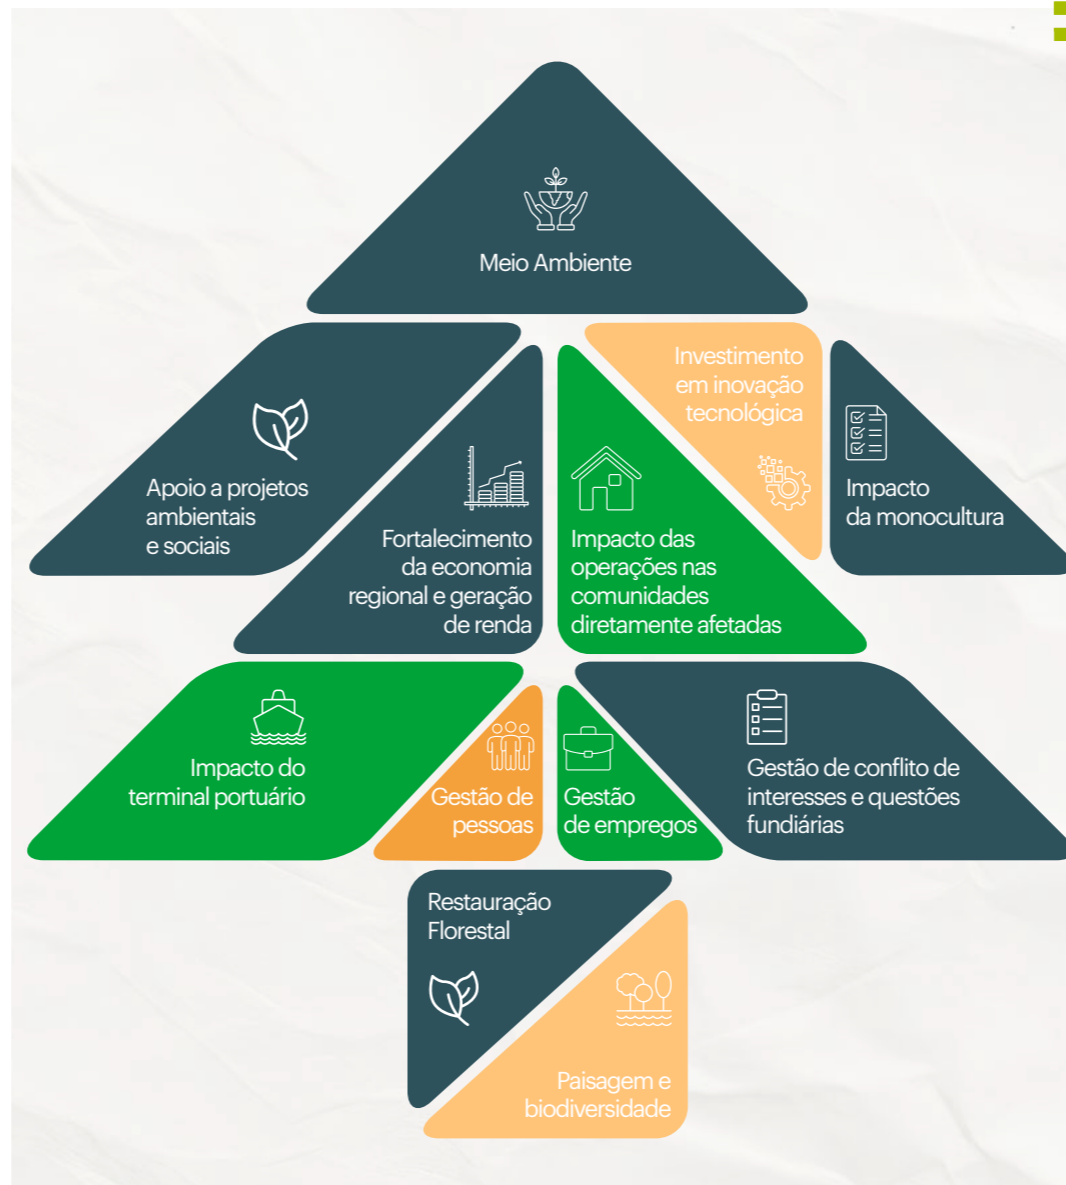 Meio Ambiente
Apoio a projetos
ambientais
e sociais
Fortalecimento
da economia
regional e geração
de renda
Impacto das
operações nas
comunidades
diretamente afetadas
Investimento
em inovação
tecnológica
Impacto
da monocultura
Impacto do
terminal portuário
Gestão de
pessoas
Gestão
de empregos
Gestão de conflito de
interesses e questões
fundiárias
Restauração
Florestal
Paisagem e
biodiversidade